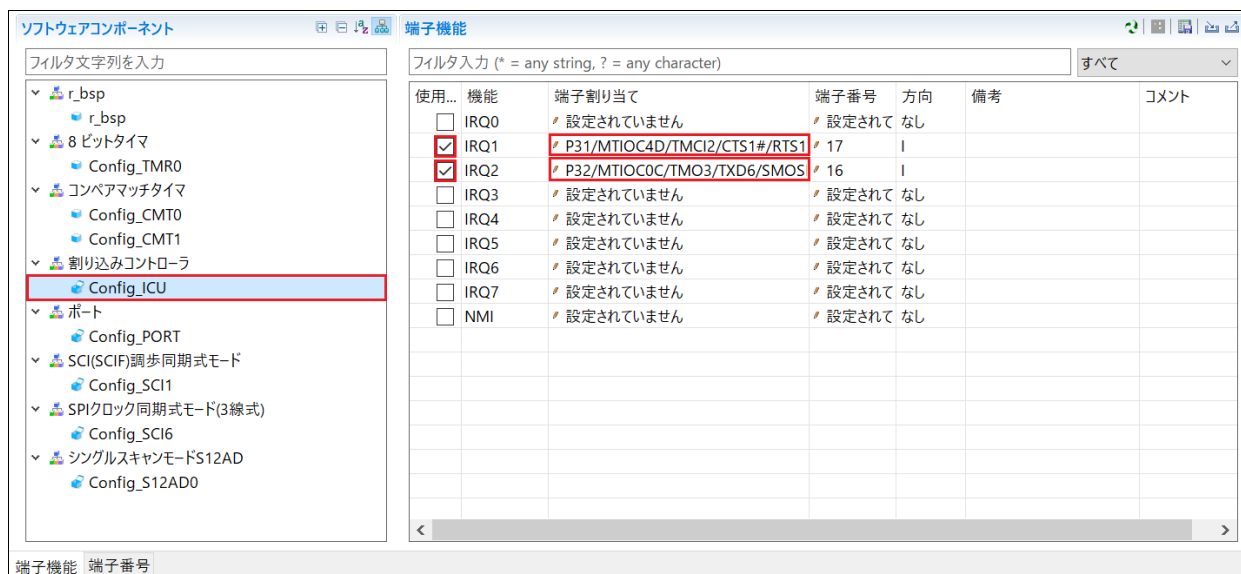 ソフトウェアコンポーネント
フィルタ文字列を入力
r_bsp
r_bsp
8 ビットタイマ
Config_TMR0
コンペアマッチタイマ
Config_CMT0
Config_CMT1
割り込みコントローラ
Config_ICU
ポート
Config_PORT
SCI(SCIF)調歩同期式モード
Config_SCI1
SPIクロック同期式モード(3線式)
Config_SCI6
シングルスキャンモードS12AD
Config_S12AD0
端子機能
フィルタ入力 (* = any string, ? = any character) すべて
使用... 機能 端子割り当て 端子番号 方向 備考 コメント
IRQ0 設定されていません 設定されて なし
IRQ1 P31/MTIOC4D/TMCI2/CTS1#/RTS1 17 I
IRQ2 P32/MTIOC0C/TMO3/TXD6/SMOS 16 I
IRQ3 設定されていません 設定されて なし
IRQ4 設定されていません 設定されて なし
IRQ5 設定されていません 設定されて なし
IRQ6 設定されていません 設定されて なし
IRQ7 設定されていません 設定されて なし
NMI 設定されていません 設定されて なし
端子機能 端子番号